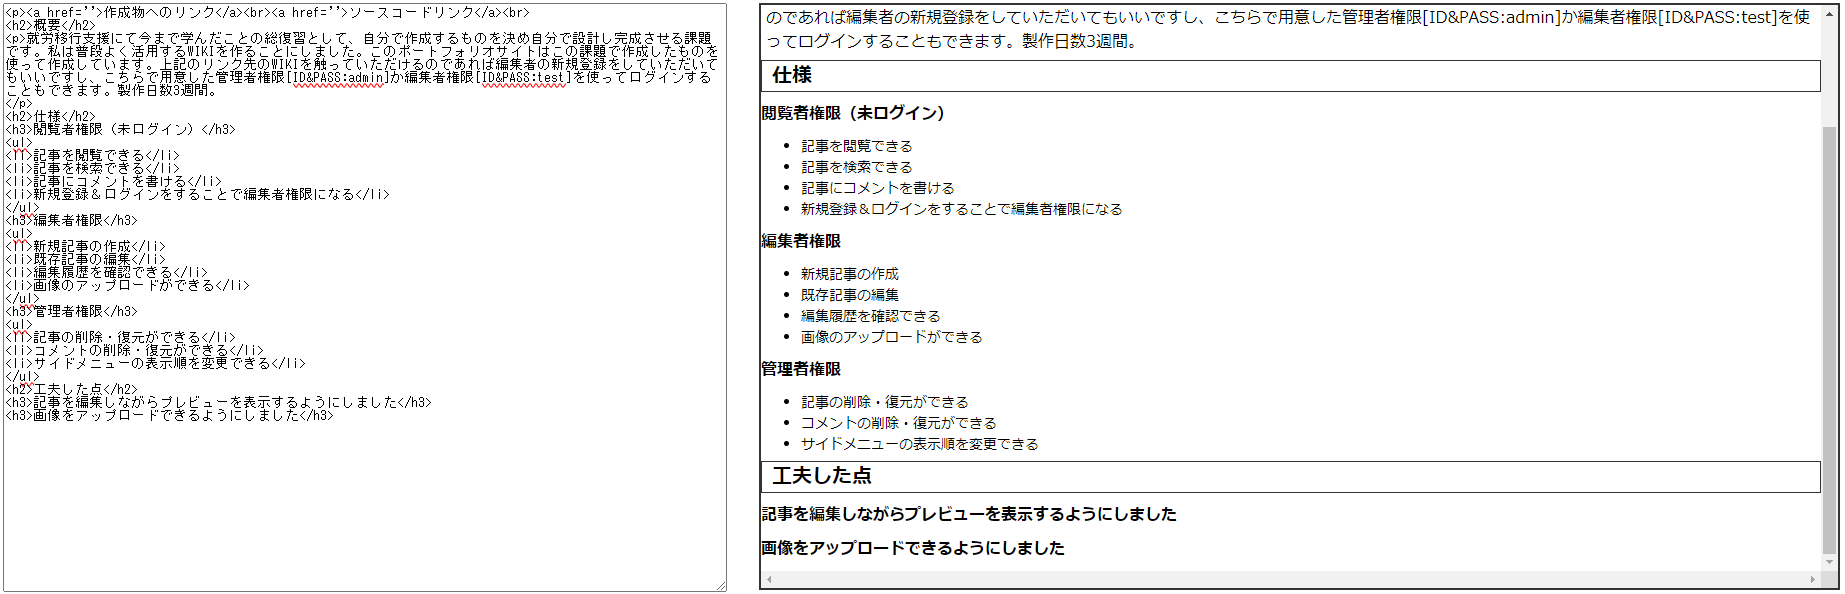 <p><a href=''>作成物へのリンク</a><br><a href=''>ソースコードリンク</a><br>
<h2>概要</h2>
<p>就労移行支援にて今まで学んだことの総復習として、自分で作成するものを決め自分で設計し完成させる課題
です。私は普段よく活用するWIKIを作ることにしました。このポートフォリオサイトはこの課題で作成したものを
使って作成しています。上記のリンク先のWIKIを触っていただけるのであれば編集者の新規登録をしていただいて
もいいですし、こちらで用意した管理者権限[ID&PASS:admin]か編集者権限[ID&PASS:test]を使ってログインする
こともできます。製作日数3週間。
</p>
<h2>仕様</h2>
<h3>閲覧者権限（未ログイン）</h3>
<ul>
<li>記事を閲覧できる</li>
<li>記事を検索できる</li>
<li>記事にコメントを書ける</li>
<li>新規登録＆ログインをすることで編集者権限になる</li>
</ul>
<h3>編集者権限</h3>
<ul>
<li>新規記事の作成</li>
<li>既存記事の編集</li>
<li>編集履歴を確認できる</li>
<li>画像のアップロードができる</li>
</ul>
<h3>管理者権限</h3>
<ul>
<li>記事の削除・復元ができる</li>
<li>コメントの削除・復元ができる</li>
<li>サイドメニューの表示順を変更できる</li>
</ul>
<h2>工夫した点</h2>
<h3>記事を編集しながらプレビューを表示するようにしました</h3>
<h3>画像をアップロードできるようにしました</h3>
のであれば編集者の新規登録をしていただいてもいいですし、こちらで用意した管理者権限[ID&PASS:admin]か編集者権限[ID&PASS:test]を使
ってログインすることもできます。製作日数3週間。
仕様
閲覧者権限（未ログイン）
• 記事を閲覧できる
• 記事を検索できる
• 記事にコメントを書ける
• 新規登録＆ログインをすることで編集者権限になる
編集者権限
• 新規記事の作成
• 既存記事の編集
• 編集履歴を確認できる
• 画像のアップロードができる
管理者権限
• 記事の削除・復元ができる
• コメントの削除・復元ができる
• サイドメニューの表示順を変更できる
工夫した点
記事を編集しながらプレビューを表示するようにしました
画像をアップロードできるようにしました